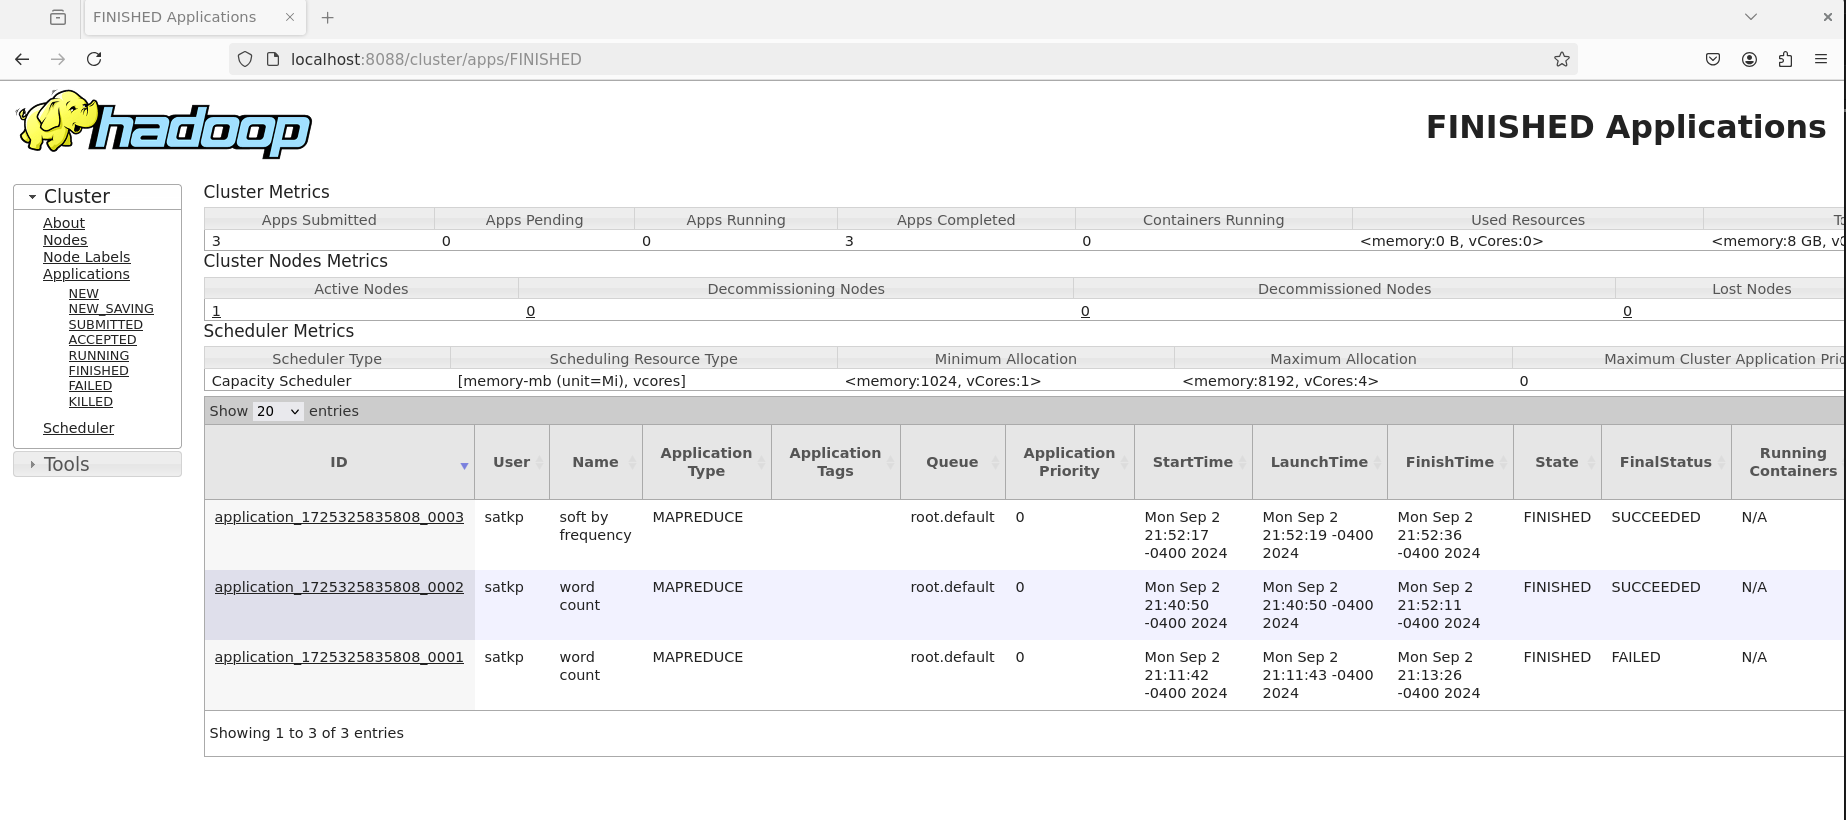 FINISHED Applications
localhost:8088/cluster/apps/FINISHED
hadoop
FINISHED Applications
Cluster
About
Nodes
Node Labels
Applications
NEW
NEW_SAVING
SUBMITTED
ACCEPTED
RUNNING
FINISHED
FAILED
KILLED
Scheduler
Tools
Cluster Metrics
Apps Submitted Apps Pending Apps Running Apps Completed Containers Running Used Resources
3 0 0 3 0 <memory:0 B, vCores:0> <memory:8 GB,
Cluster Nodes Metrics
Active Nodes Decommissioning Nodes Decommissioned Nodes Lost Nodes
1 0 0 0
Scheduler Metrics
Scheduler Type Scheduling Resource Type Minimum Allocation Maximum Allocation Maximum Cluster Application
Capacity Scheduler [memory-mb (unit=Mi), vcores] <memory:1024, vCores:1> <memory:8192, vCores:4> 0
Show 20 entries
ID User Name Application Type Application Tags Queue Application Priority StartTime LaunchTime FinishTime State FinalStatus Running Containers
application_1725325835808_0003 satkp soft by MAPREDUCE root.default 0 Mon Sep 2 Mon Sep 2 Mon Sep 2 FINISHED SUCCEEDED N/A
frequency 21:52:17 21:52:19 -0400 21:52:36
-0400 2024 2024 -0400 2024
application_1725325835808_0002 satkp word MAPREDUCE root.default 0 Mon Sep 2 Mon Sep 2 Mon Sep 2 FINISHED SUCCEEDED N/A
count 21:40:50 21:40:50 -0400 21:52:11
-0400 2024 2024 -0400 2024
application_1725325835808_0001 satkp word MAPREDUCE root.default 0 Mon Sep 2 Mon Sep 2 Mon Sep 2 FINISHED FAILED N/A
count 21:11:42 21:11:43 -0400 21:13:26
-0400 2024 2024 -0400 2024
Showing 1 to 3 of 3 entries